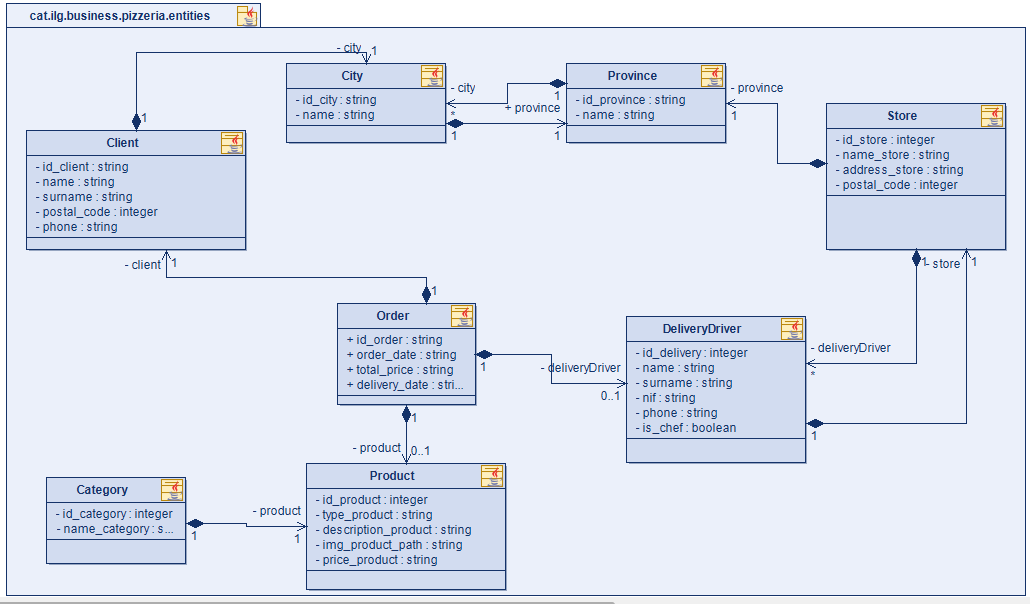 cat.ilg.business.pizzeria.entities
- city
1
City
- id_city : string
- name : string
- city
*
1
+ province
1
1
Province
- id_province : string
- name : string
- province
1
Store
- id_store : integer
- name_store : string
- address_store : string
- postal_code : integer
1
Client
- id_client : string
- name : string
- surname : string
- postal_code : integer
- phone : string
- client
1
1
Order
+ id_order : string
+ order_date : string
+ total_price : string
+ delivery_date : stri...
1
- deliveryDriver
0..1
1
- store
1
DeliveryDriver
- id_delivery : integer
- name : string
- surname : string
- nif : string
- phone : string
- is_chef : boolean
- deliveryDriver
*
1
1
- product
0..1
Category
- id_category : integer
- name_category : s...
1
- product
1
Product
- id_product : integer
- type_product : string
- description_product : string
- img_product_path : string
- price_product : string